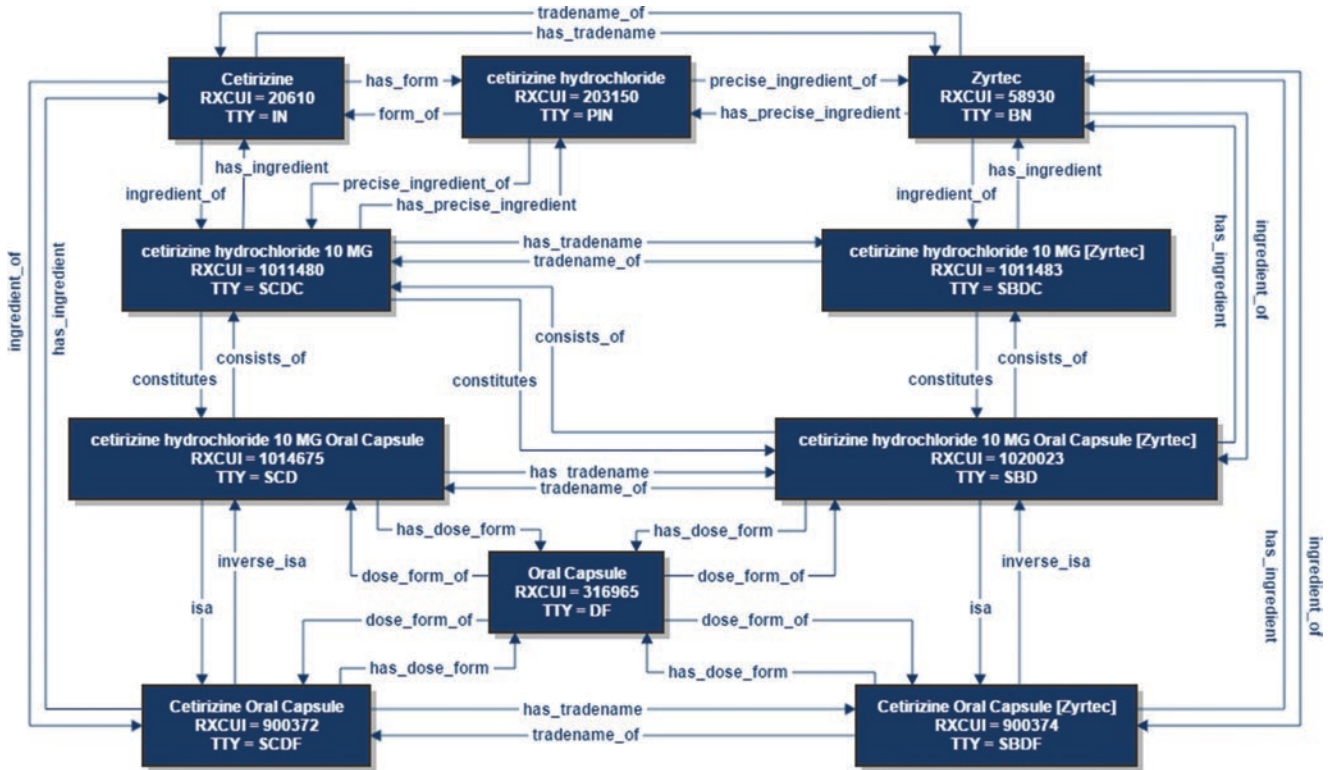 tradename_of
has_tradename
Cetirizine
RXCUI = 20610
TTY = IN
has_form
form_of
cetirizine hydrochloride
RXCUI = 203150
TTY = PIN
precise_ingredient_of
has_precise_ingredient
Zyrtec
RXCUI = 58930
TTY = BN
has_ingredient
ingredient_of
precise_ingredient_of
has_precise_ingredient
has_ingredient
ingredient_of
cetirizine hydrochloride 10 MG
RXCUI = 1011480
TTY = SCDC
has_tradename
tradename_of
cetirizine hydrochloride 10 MG [Zyrtec]
RXCUI = 1011483
TTY = SBDC
ingredient_of
has_ingredient
has_ingredient
ingredient_of
consists_of
constitutes
consists_of
constitutes
consists_of
constitutes
cetirizine hydrochloride 10 MG Oral Capsule
RXCUI = 1014675
TTY = SCD
has_tradename
tradename_of
cetirizine hydrochloride 10 MG Oral Capsule [Zyrtec]
RXCUI = 1020023
TTY = SBD
has_dose_form
has_dose_form
inverse_isa
isa
dose_form_of
Oral Capsule
RXCUI = 316965
TTY = DF
dose_form_of
inverse_isa
isa
has_ingredient
ingredient_of
dose_form_of
dose_form_of
has_dose_form
has_dose_form
Cetirizine Oral Capsule
RXCUI = 900372
TTY = SCDF
has_tradename
tradename_of
Cetirizine Oral Capsule [Zyrtec]
RXCUI = 900374
TTY = SBDF